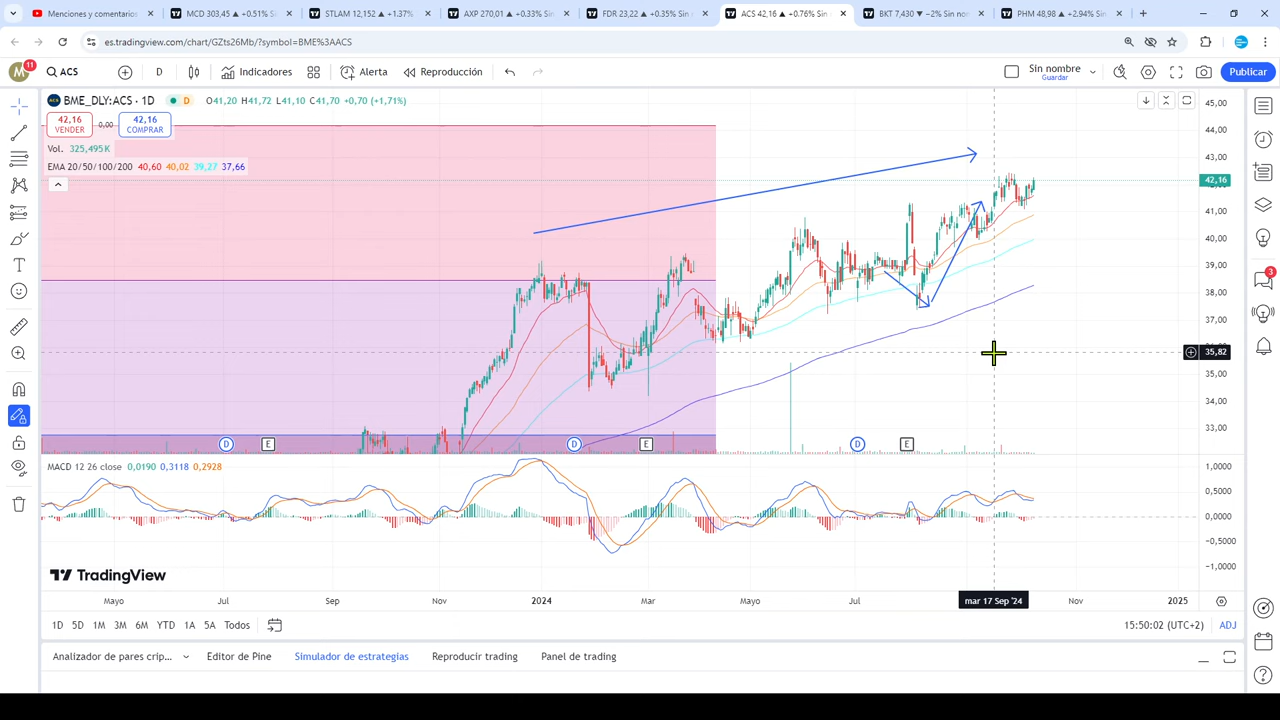 Menciones y comentarios
MCD 303,45 ▲ +0.51% S
STLAM 12,152 ▲ +1.37%
AXP 270,01 ▲ +0.33% Sin
FDR 23,22 ▲ +0.35% Sin
ACS 42,16 ▲ +0.76% Sin
BKT 7,430 ▼ −2% Sin nom
PHM 48,98 ▲ +2.94% Sin
es.tradingview.com/chart/GZts26Mb/?symbol=BME%3AACS
M 11 ACS D Indicadores Alerta Reproducción Sin nombre Guardar Publicar
BME_DLY:ACS · 1D D O41,20 H41,72 L41,10 C41,70 +0,70 (+1,71%)
42,16 VENDER 0,00 42,16 COMPRAR
Vol. 325,495K
EMA 20/50/100/200 40,60 40,02 39,27 37,66
45,00
44,00
43,00
42,16
41,00
40,00
39,00
38,00
37,00
35,82
35,00
34,00
33,00
D E D E D E
3
MACD 12 26 close 0,0190 0,3118 0,2928
1,0000
0,5000
0,0000
−0,5000
−1,0000
TradingView
Mayo Jul Sep Nov 2024 Mar Mayo Jul mar 17 Sep '24 Nov 2025
1D 5D 1M 3M 6M YTD 1A 5A Todos 15:50:02 (UTC+2) ADJ
Analizador de pares crip... Editor de Pine Simulador de estrategias Reproducir trading Panel de trading